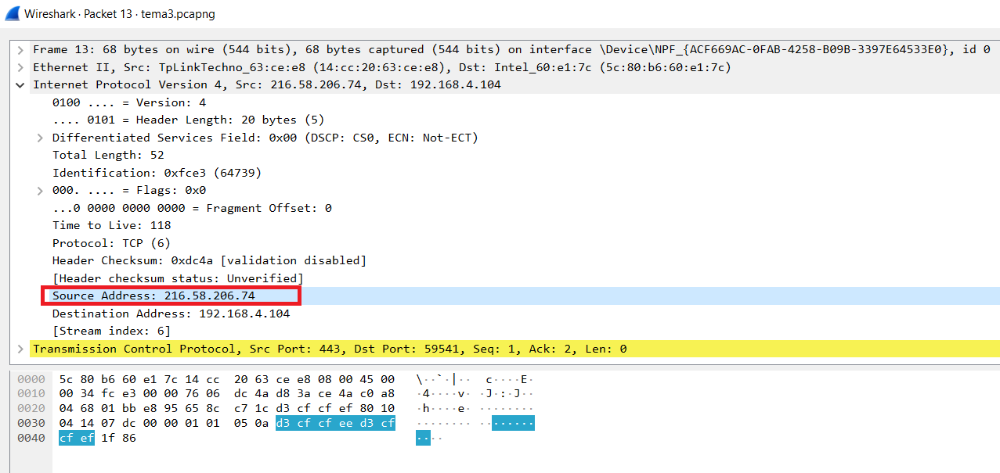 Wireshark · Packet 13 · tema3.pcapng
Frame 13: 68 bytes on wire (544 bits), 68 bytes captured (544 bits) on interface \Device\NPF_{ACF669AC-0FAB-4258-B09B-3397E64533E0}, id 0
Ethernet II, Src: TpLinkTechno_63:ce:e8 (14:cc:20:63:ce:e8), Dst: Intel_60:e1:7c (5c:80:b6:60:e1:7c)
Internet Protocol Version 4, Src: 216.58.206.74, Dst: 192.168.4.104
0100 .... = Version: 4
.... 0101 = Header Length: 20 bytes (5)
Differentiated Services Field: 0x00 (DSCP: CS0, ECN: Not-ECT)
Total Length: 52
Identification: 0xfce3 (64739)
000. .... = Flags: 0x0
...0 0000 0000 0000 = Fragment Offset: 0
Time to Live: 118
Protocol: TCP (6)
Header Checksum: 0xdc4a [validation disabled]
[Header checksum status: Unverified]
Source Address: 216.58.206.74
Destination Address: 192.168.4.104
[Stream index: 6]
Transmission Control Protocol, Src Port: 443, Dst Port: 59541, Seq: 1, Ack: 2, Len: 0
0000 5c 80 b6 60 e1 7c 14 cc 20 63 ce e8 08 00 45 00 \··`·|·· c····E·
0010 00 34 fc e3 00 00 76 06 dc 4a d8 3a ce 4a c0 a8 ·4····v· ·J·:·J··
0020 04 68 01 bb e8 95 65 8c c7 1c d3 cf cf ef 80 10 ·h····e· ········
0030 04 14 07 dc 00 00 01 01 05 0a d3 cf cf ee d3 cf ········ ········
0040 cf ef 1f 86 ····